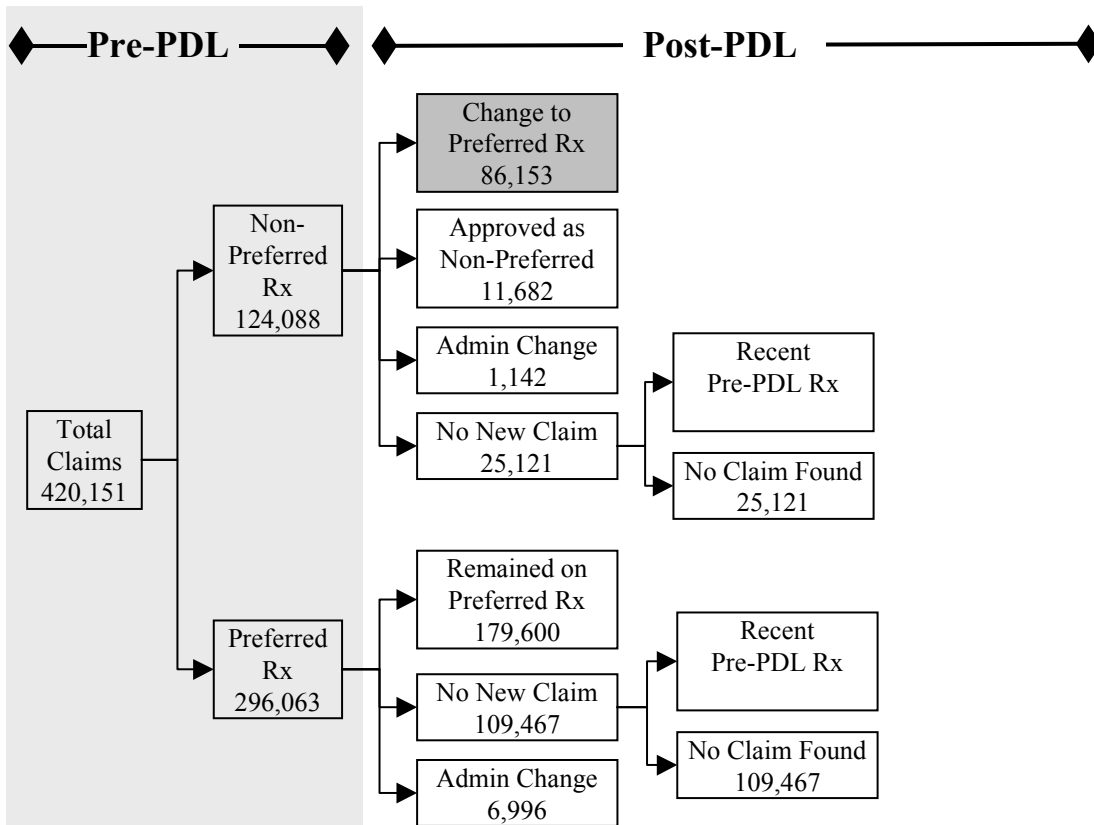 Pre-PDL
Post-PDL
Change to
Preferred Rx
86,153
Non-
Preferred
Rx
124,088
Approved as
Non-Preferred
11,682
Admin Change
1,142
No New Claim
25,121
Recent
Pre-PDL Rx
No Claim Found
25,121
Total
Claims
420,151
Preferred
Rx
296,063
Remained on
Preferred Rx
179,600
No New Claim
109,467
Admin Change
6,996
Recent
Pre-PDL Rx
No Claim Found
109,467